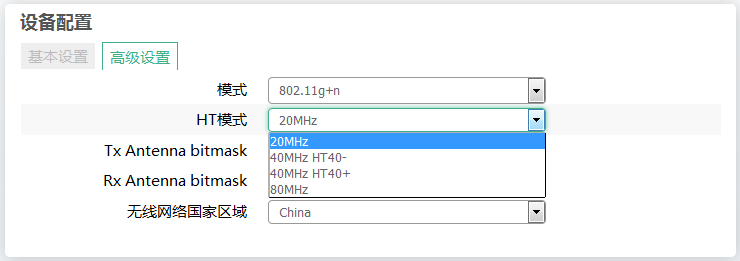 设备配置
基本设置 高级设置
模式 802.11g+n
HT模式 20MHz
20MHz
Tx Antenna bitmask 40MHz HT40-
40MHz HT40+
Rx Antenna bitmask 80MHz
无线网络国家区域 China